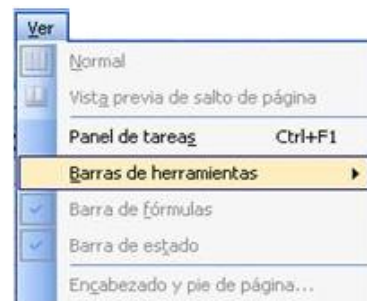 Ver
Normal
Vista previa de salto de página
Panel de tareas Ctrl+F1
Barras de herramientas
Barra de fórmulas
Barra de estado
Encabezado y pie de página...